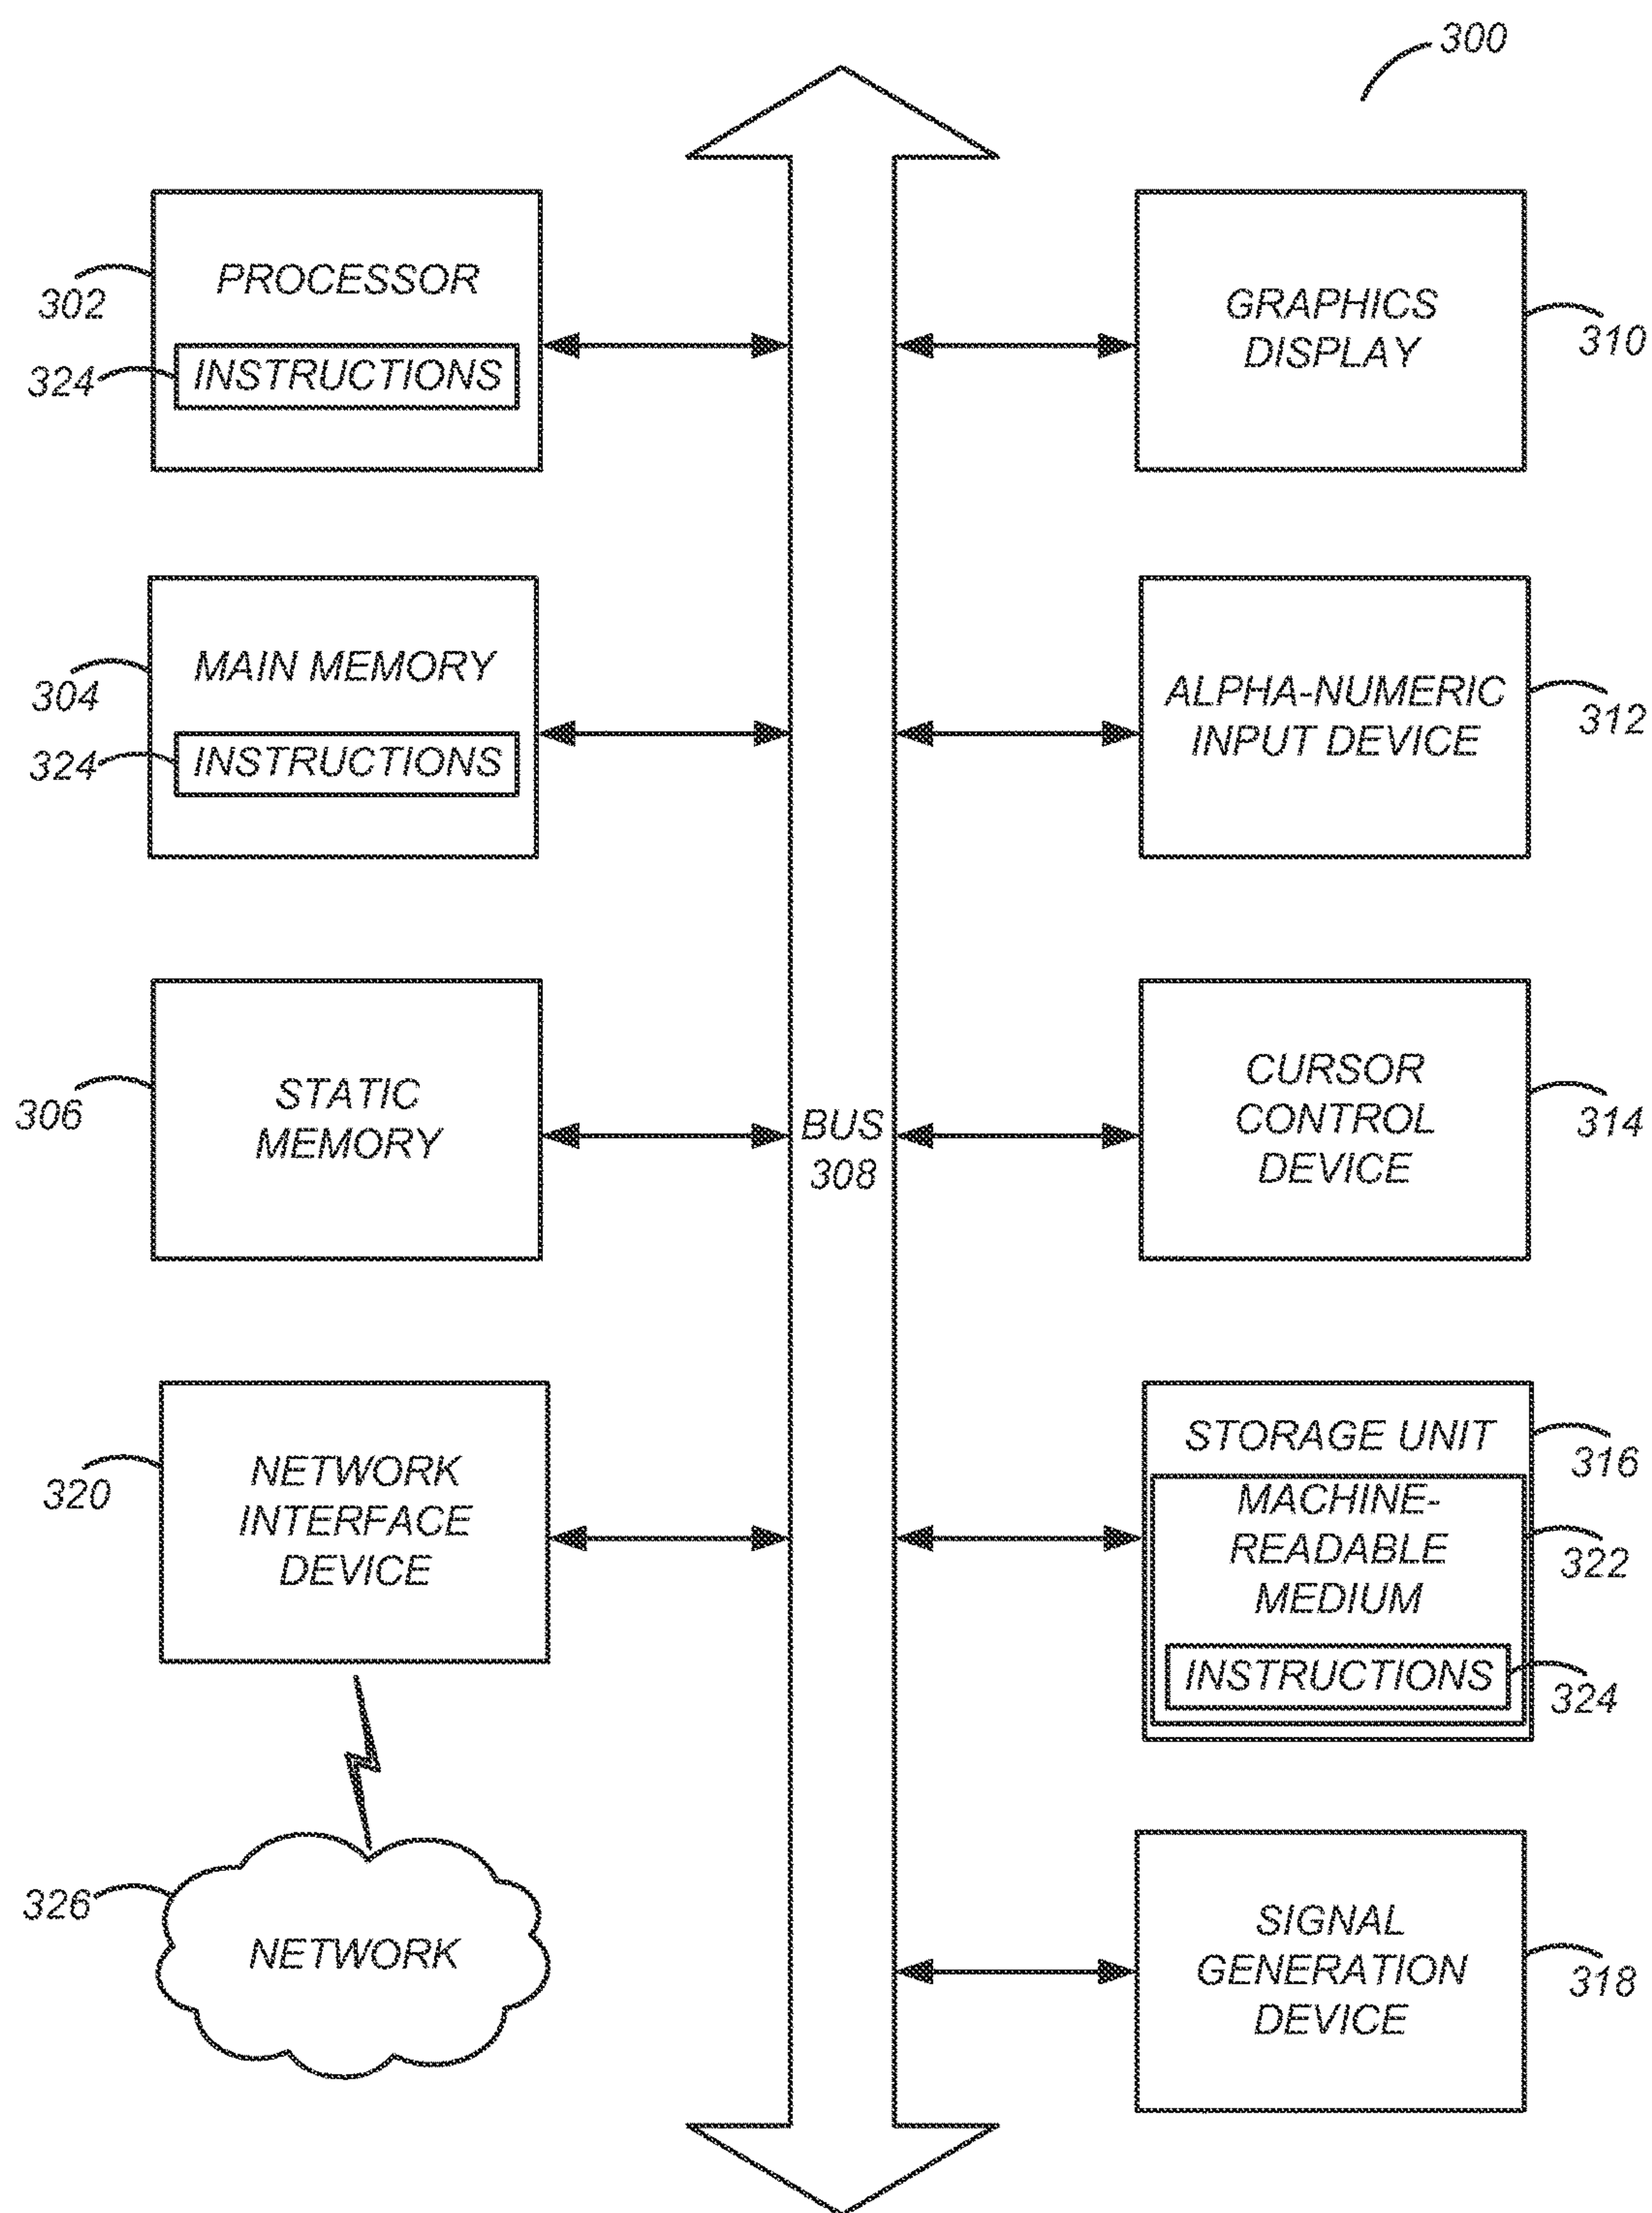 300
PROCESSOR
302
INSTRUCTIONS
324
GRAPHICS
DISPLAY
310
MAIN MEMORY
304
INSTRUCTIONS
324
ALPHA-NUMERIC
INPUT DEVICE
312
STATIC
MEMORY
306
BUS
308
CURSOR
CONTROL
DEVICE
314
NETWORK
INTERFACE
DEVICE
320
STORAGE UNIT
316
MACHINE-
READABLE
MEDIUM
322
INSTRUCTIONS
324
NETWORK
326
SIGNAL
GENERATION
DEVICE
318